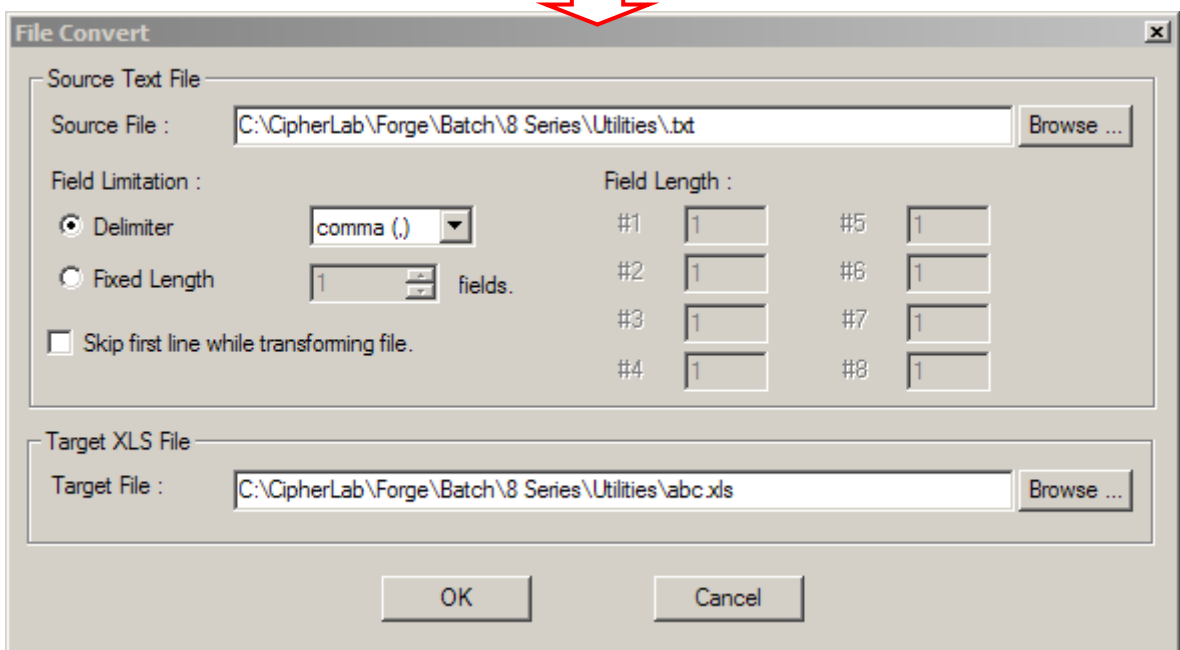 File Convert
Source Text File
Source File : C:\CipherLab\Forge\Batch\8 Series\Utilities\.txt Browse ...
Field Limitation : Field Length :
Delimiter comma (,) #1 1 #5 1
Fixed Length 1 fields. #2 1 #6 1
Skip first line while transforming file. #3 1 #7 1
#4 1 #8 1
Target XLS File
Target File : C:\CipherLab\Forge\Batch\8 Series\Utilities\abc.xls Browse ...
OK Cancel